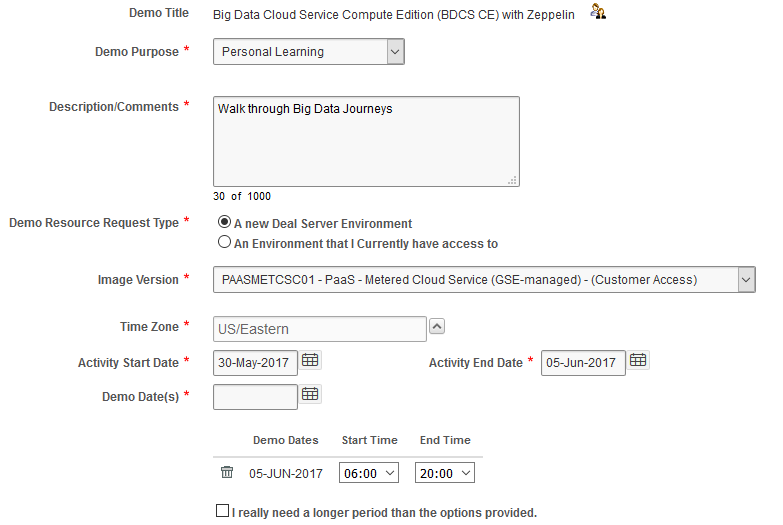 Demo Title Big Data Cloud Service Compute Edition (BDCS CE) with Zeppelin
Demo Purpose * Personal Learning
Description/Comments * Walk through Big Data Journeys
30 of 1000
Demo Resource Request Type * A new Deal Server Environment
An Environment that I Currently have access to
Image Version * PAASMETCSC01 - PaaS - Metered Cloud Service (GSE-managed) - (Customer Access)
Time Zone * US/Eastern
Activity Start Date * 30-May-2017 Activity End Date * 05-Jun-2017
Demo Date(s) *
Demo Dates Start Time End Time
05-JUN-2017 06:00 20:00
I really need a longer period than the options provided.